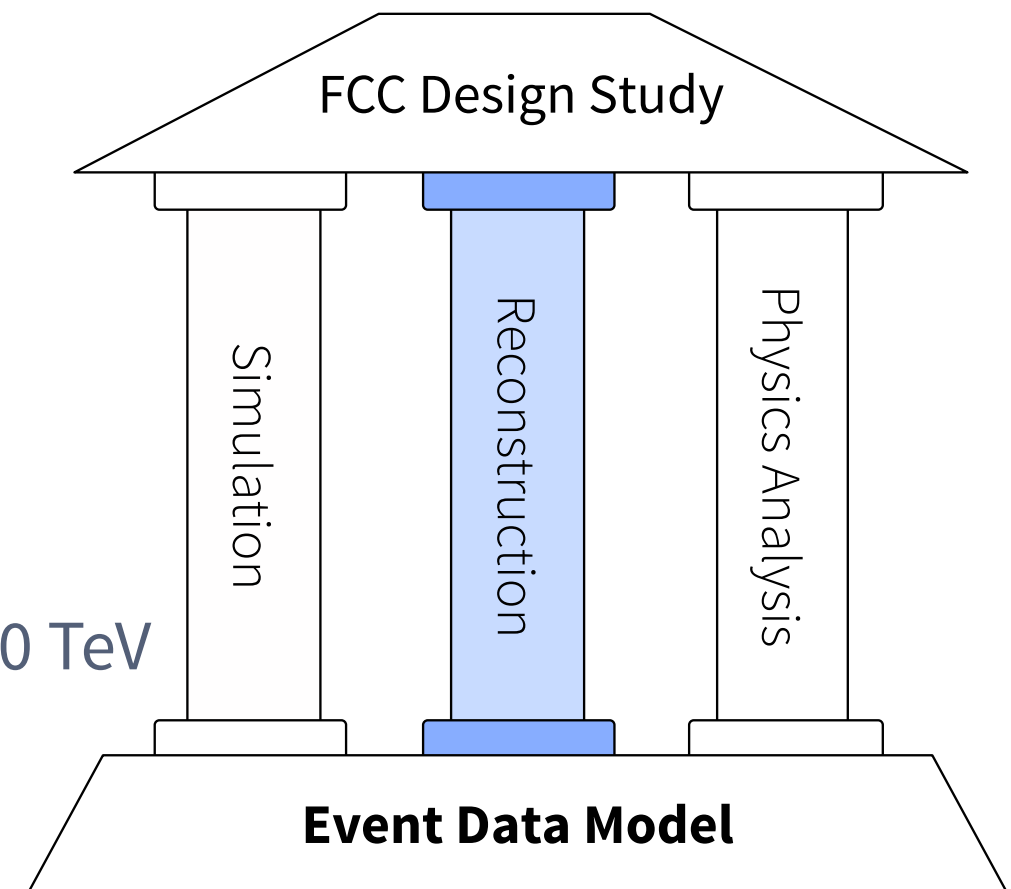 FCC Design Study
Simulation
Reconstruction
Physics Analysis
0 TeV
Event Data Model